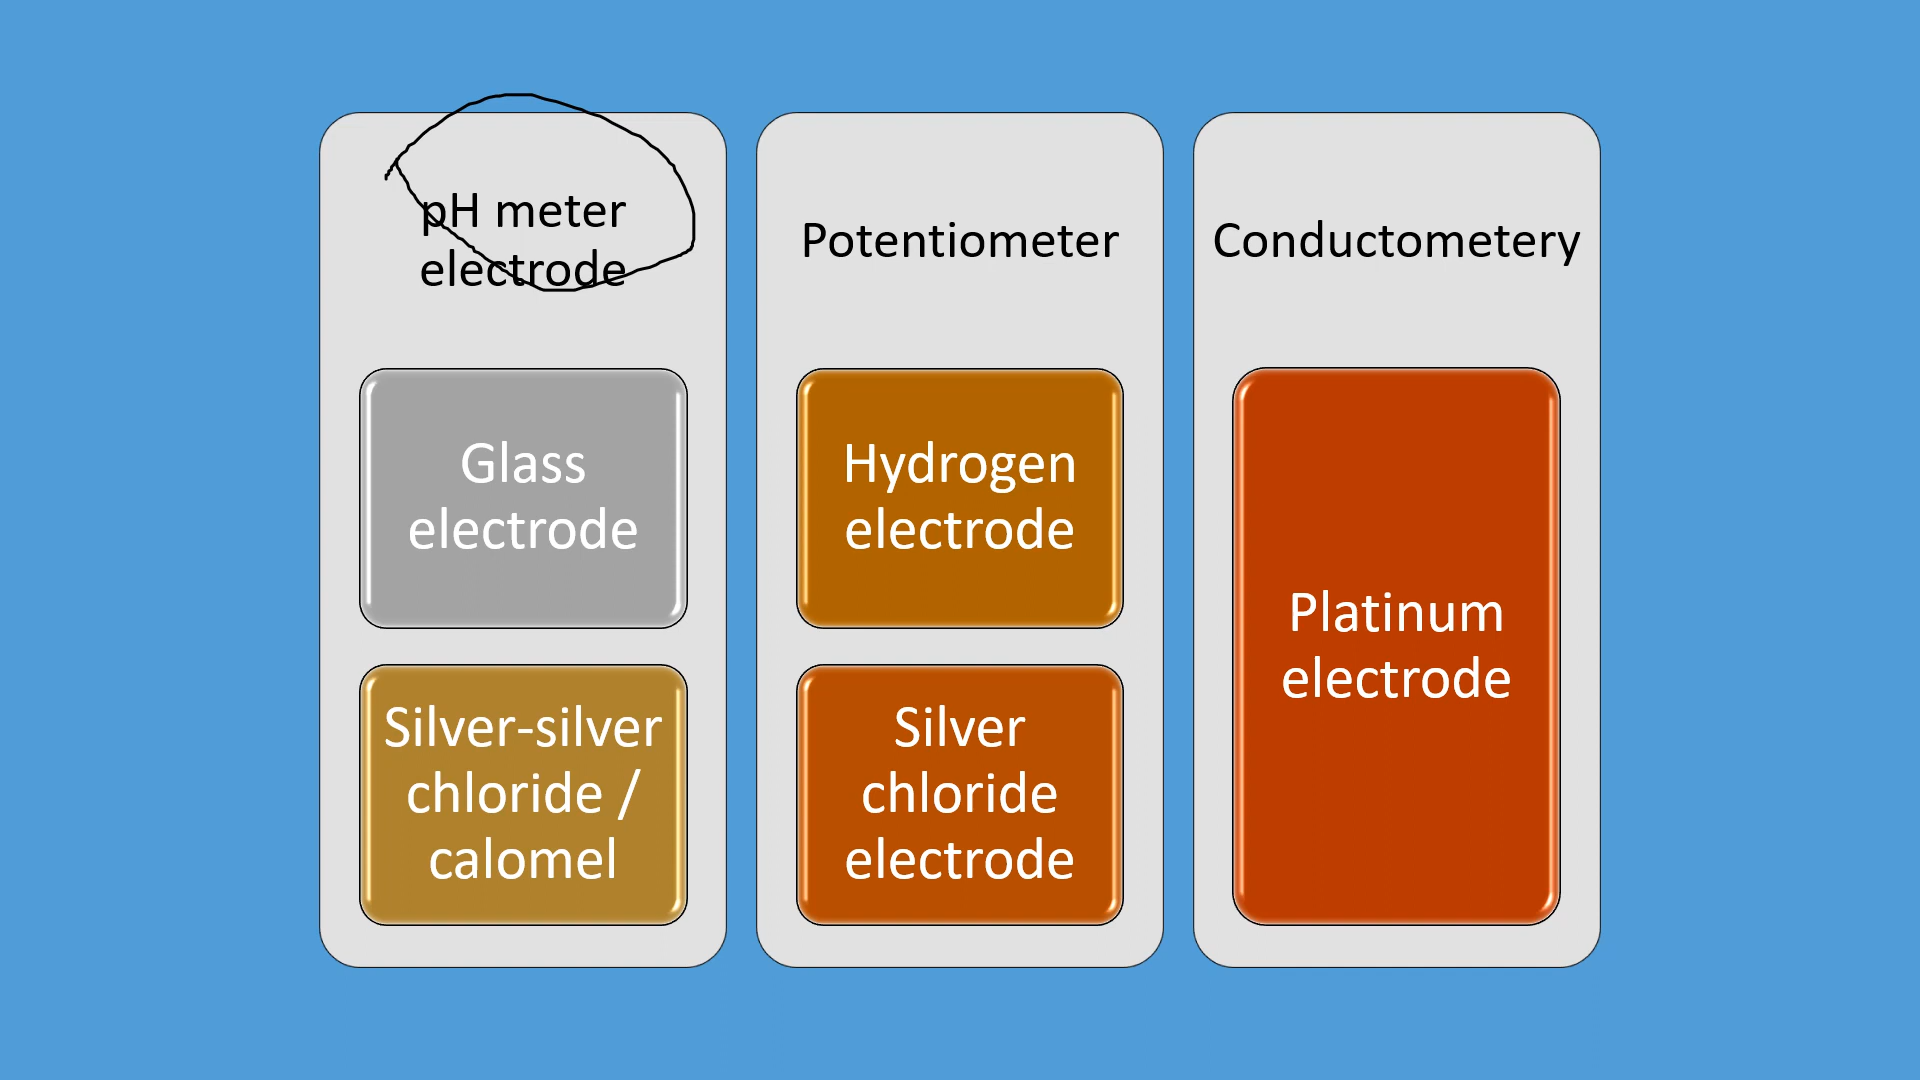 pH meter
electrode
Glass
electrode
Silver-silver
chloride /
calomel
Potentiometer
Hydrogen
electrode
Silver
chloride
electrode
Conductometery
Platinum
electrode